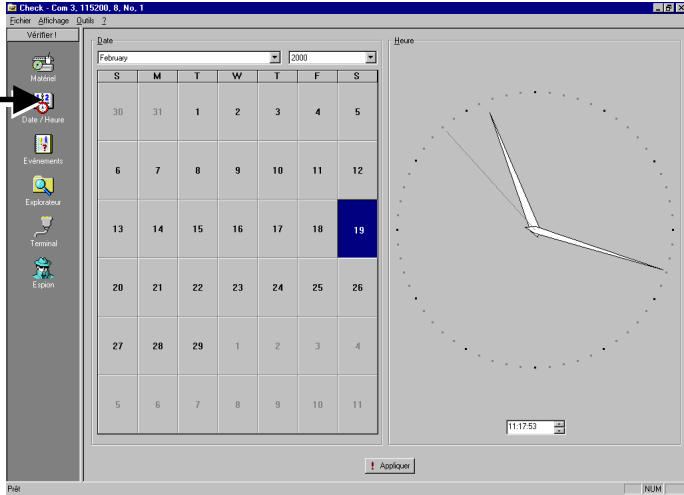 Check - Com 3, 115200, 8, No, 1
Fichier Affichage Outils ?
Vérifier !
Matériel
Date / Heure
Evénements
Explorateur
Terminal
Espion
Date
February 2000
S M T W T F S
30 31 1 2 3 4 5
6 7 8 9 10 11 12
13 14 15 16 17 18 19
20 21 22 23 24 25 26
27 28 29 1 2 3 4
5 6 7 8 9 10 11
Heure
11:17:53
! Appliquer
Prêt NUM